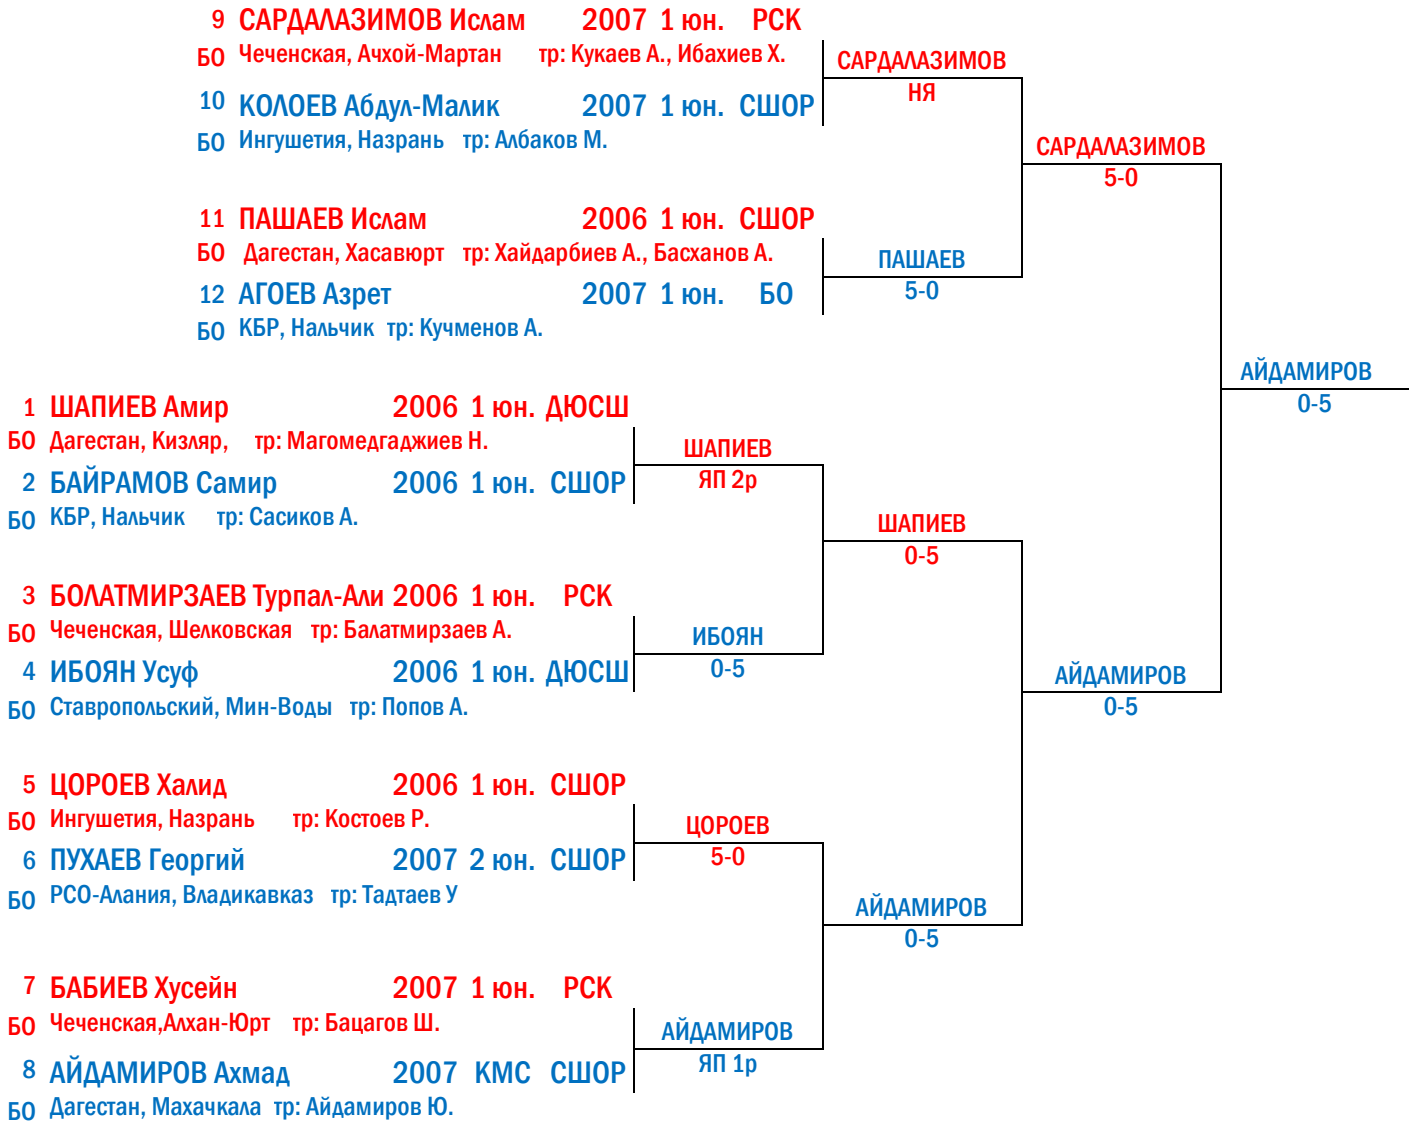 9 САРДАЛАЗИМОВ Ислам 2007 1 юн. РСК
БО Чеченская, Ачхой-Мартан тр: Кукаев А., Ибахиев Х.
САРДАЛАЗИМОВ
НЯ
10 КОЛОЕВ Абдул-Малик 2007 1 юн. СШОР
БО Ингушетия, Назрань тр: Албаков М.
САРДАЛАЗИМОВ
5-0
11 ПАШАЕВ Ислам 2006 1 юн. СШОР
БО Дагестан, Хасавюрт тр: Хайдарбиев А., Басханов А.
ПАШАЕВ
5-0
12 АГОЕВ Азрет 2007 1 юн. БО
БО КБР, Нальчик тр: Кучменов А.
АЙДАМИРОВ
0-5
1 ШАПИЕВ Амир 2006 1 юн. ДЮСШ
БО Дагестан, Кизляр, тр: Магомедгаджиев Н.
ШАПИЕВ
ЯП 2р
2 БАЙРАМОВ Самир 2006 1 юн. СШОР
БО КБР, Нальчик тр: Сасиков А.
ШАПИЕВ
0-5
3 БОЛАТМИРЗАЕВ Турпал-Али 2006 1 юн. РСК
БО Чеченская, Шелковская тр: Балатмирзаев А.
ИБОЯН
0-5
4 ИБОЯН Усуф 2006 1 юн. ДЮСШ
БО Ставропольский, Мин-Воды тр: Попов А.
АЙДАМИРОВ
0-5
5 ЦОРОЕВ Халид 2006 1 юн. СШОР
БО Ингушетия, Назрань тр: Костоев Р.
ЦОРОЕВ
5-0
6 ПУХАЕВ Георгий 2007 2 юн. СШОР
БО РСО-Алания, Владикавказ тр: Тадтаев У
АЙДАМИРОВ
0-5
7 БАБИЕВ Хусейн 2007 1 юн. РСК
БО Чеченская,Алхан-Юрт тр: Бацагов Ш.
АЙДАМИРОВ
ЯП 1р
8 АЙДАМИРОВ Ахмад 2007 КМС СШОР
БО Дагестан, Махачкала тр: Айдамиров Ю.